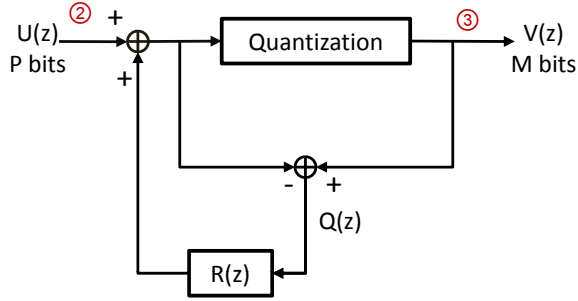 ② +
③
U(z)
+
Quantization
V(z)
P bits
M bits
-
+
Q(z)
R(z)